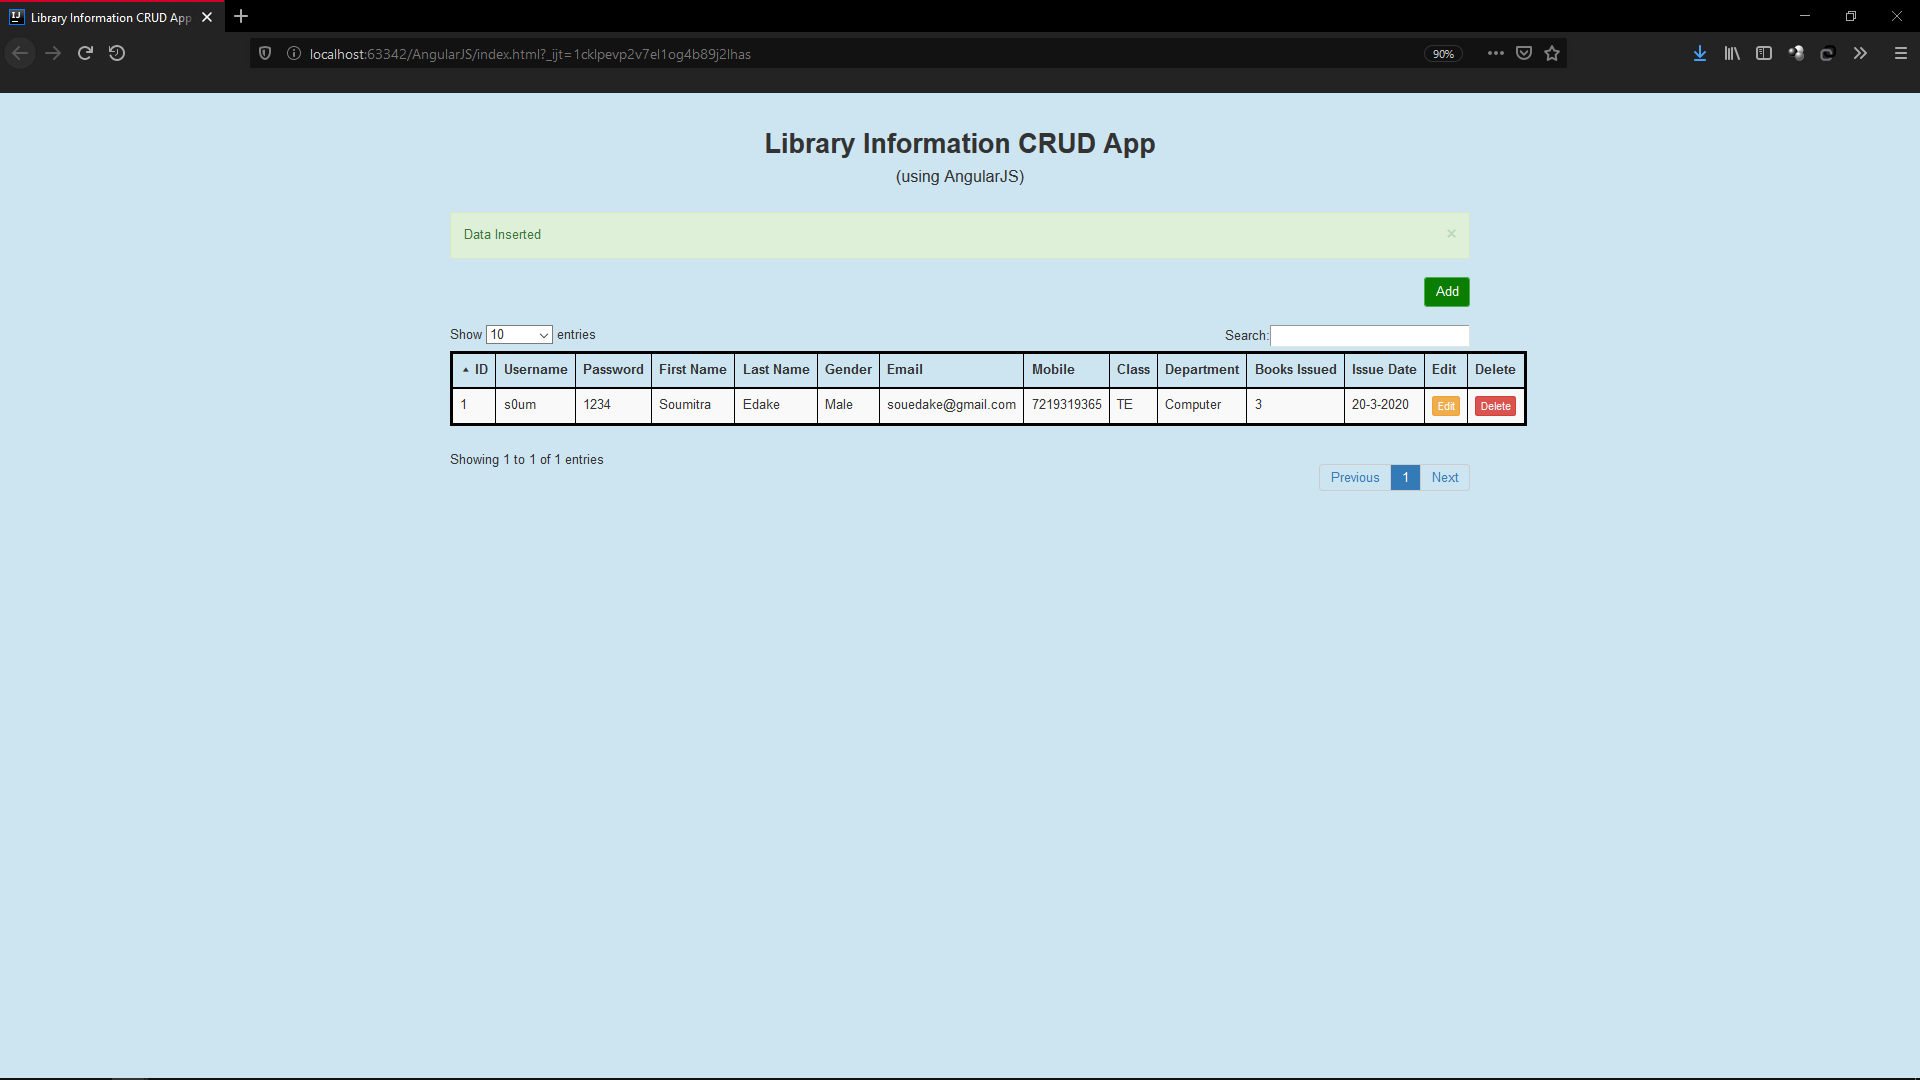 Library Information CRUD App
localhost:63342/AngularJS/index.html?_ijt=1cklpevp2v7el1og4b89j2lhas
90%
Library Information CRUD App
(using AngularJS)
Data Inserted ×
Add
Show 10 entries Search:
ID Username Password First Name Last Name Gender Email Mobile Class Department Books Issued Issue Date Edit Delete
1 s0um 1234 Soumitra Edake Male souedake@gmail.com 7219319365 TE Computer 3 20-3-2020 Edit Delete
Showing 1 to 1 of 1 entries
Previous 1 Next